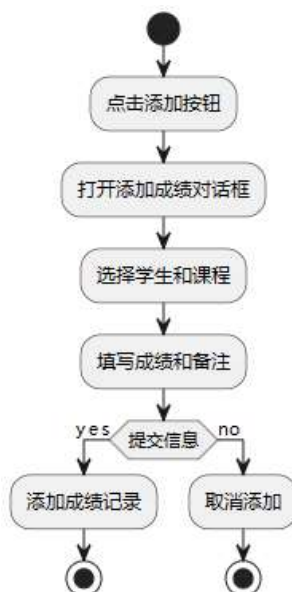 点击添加按钮
打开添加成绩对话框
选择学生和课程
填写成绩和备注
yes
提交信息
no
添加成绩记录
取消添加